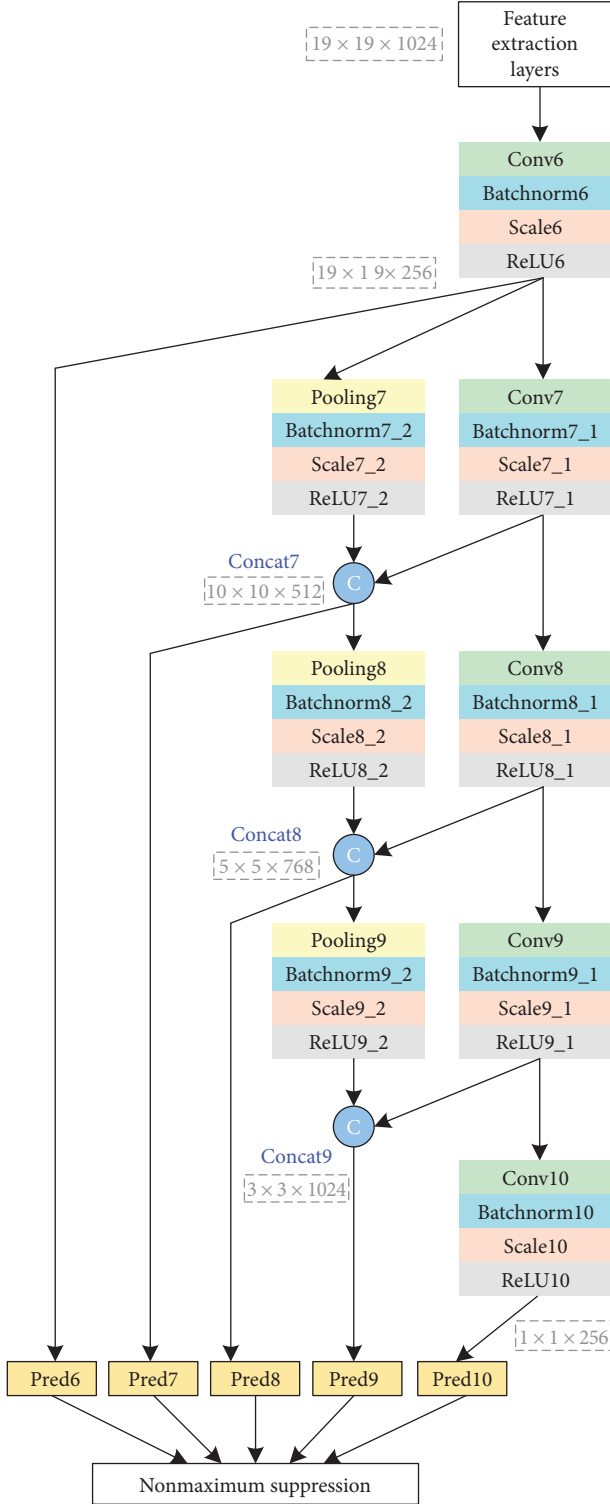 Feature
extraction
layers
19 × 19 × 1024
Conv6
Batchnorm6
Scale6
ReLU6
19 × 1 9× 256
Pooling7
Batchnorm7_2
Scale7_2
ReLU7_2
Conv7
Batchnorm7_1
Scale7_1
ReLU7_1
Concat7
C
10 × 10 × 512
Pooling8
Batchnorm8_2
Scale8_2
ReLU8_2
Conv8
Batchnorm8_1
Scale8_1
ReLU8_1
Concat8
C
5 × 5 × 768
Pooling9
Batchnorm9_2
Scale9_2
ReLU9_2
Conv9
Batchnorm9_1
Scale9_1
ReLU9_1
C
Concat9
3 × 3 × 1024
Conv10
Batchnorm10
Scale10
ReLU10
1 × 1 × 256
Pred6
Pred7
Pred8
Pred9
Pred10
Nonmaximum suppression